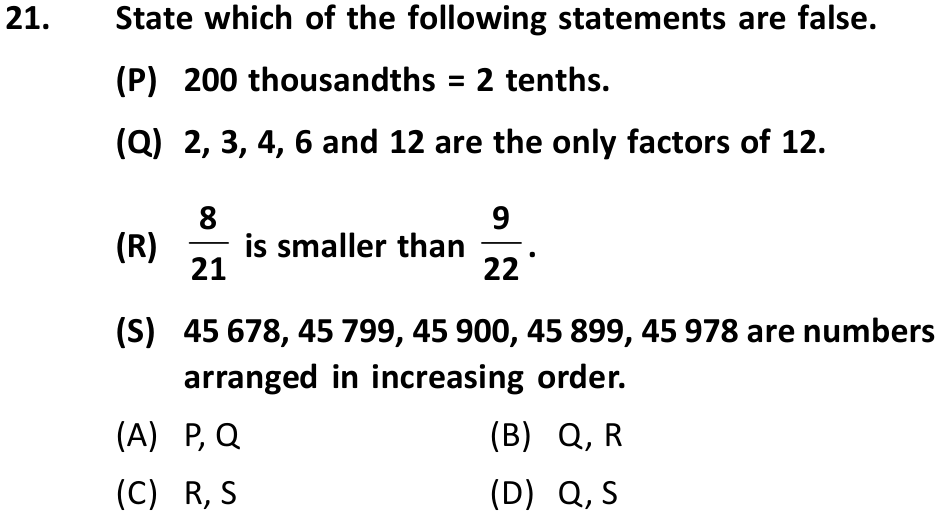 21. State which of the following statements are false.
(P) 200 thousandths = 2 tenths.
(Q) 2, 3, 4, 6 and 12 are the only factors of 12.
(R) 8/21 is smaller than 9/22.
(S) 45 678, 45 799, 45 900, 45 899, 45 978 are numbers
arranged in increasing order.
(A) P, Q (B) Q, R
(C) R, S (D) Q, S